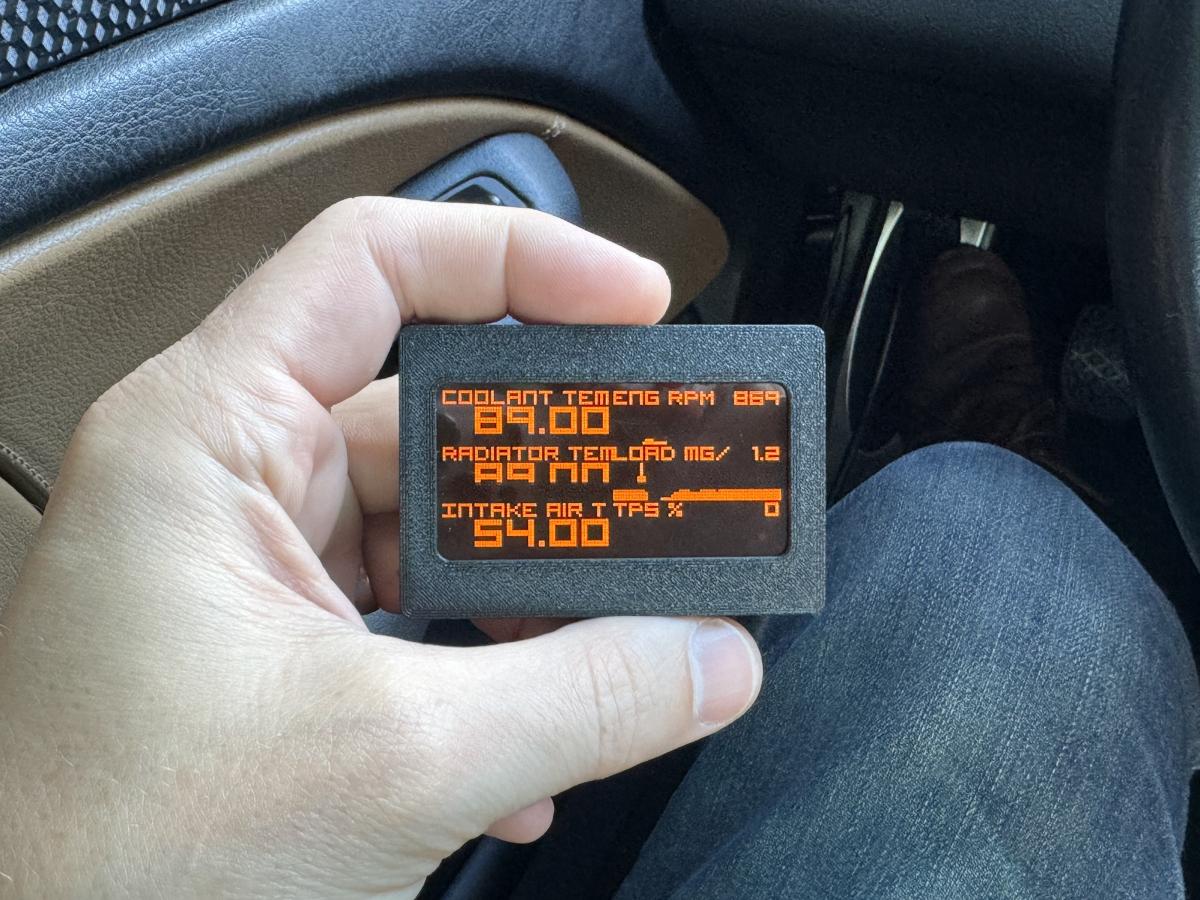 COOLANT TEMENG RPM 869
89.00
RADIATOR TEMLOAD MG/ 1.2
INTAKE AIR T TPS % 0
54.00